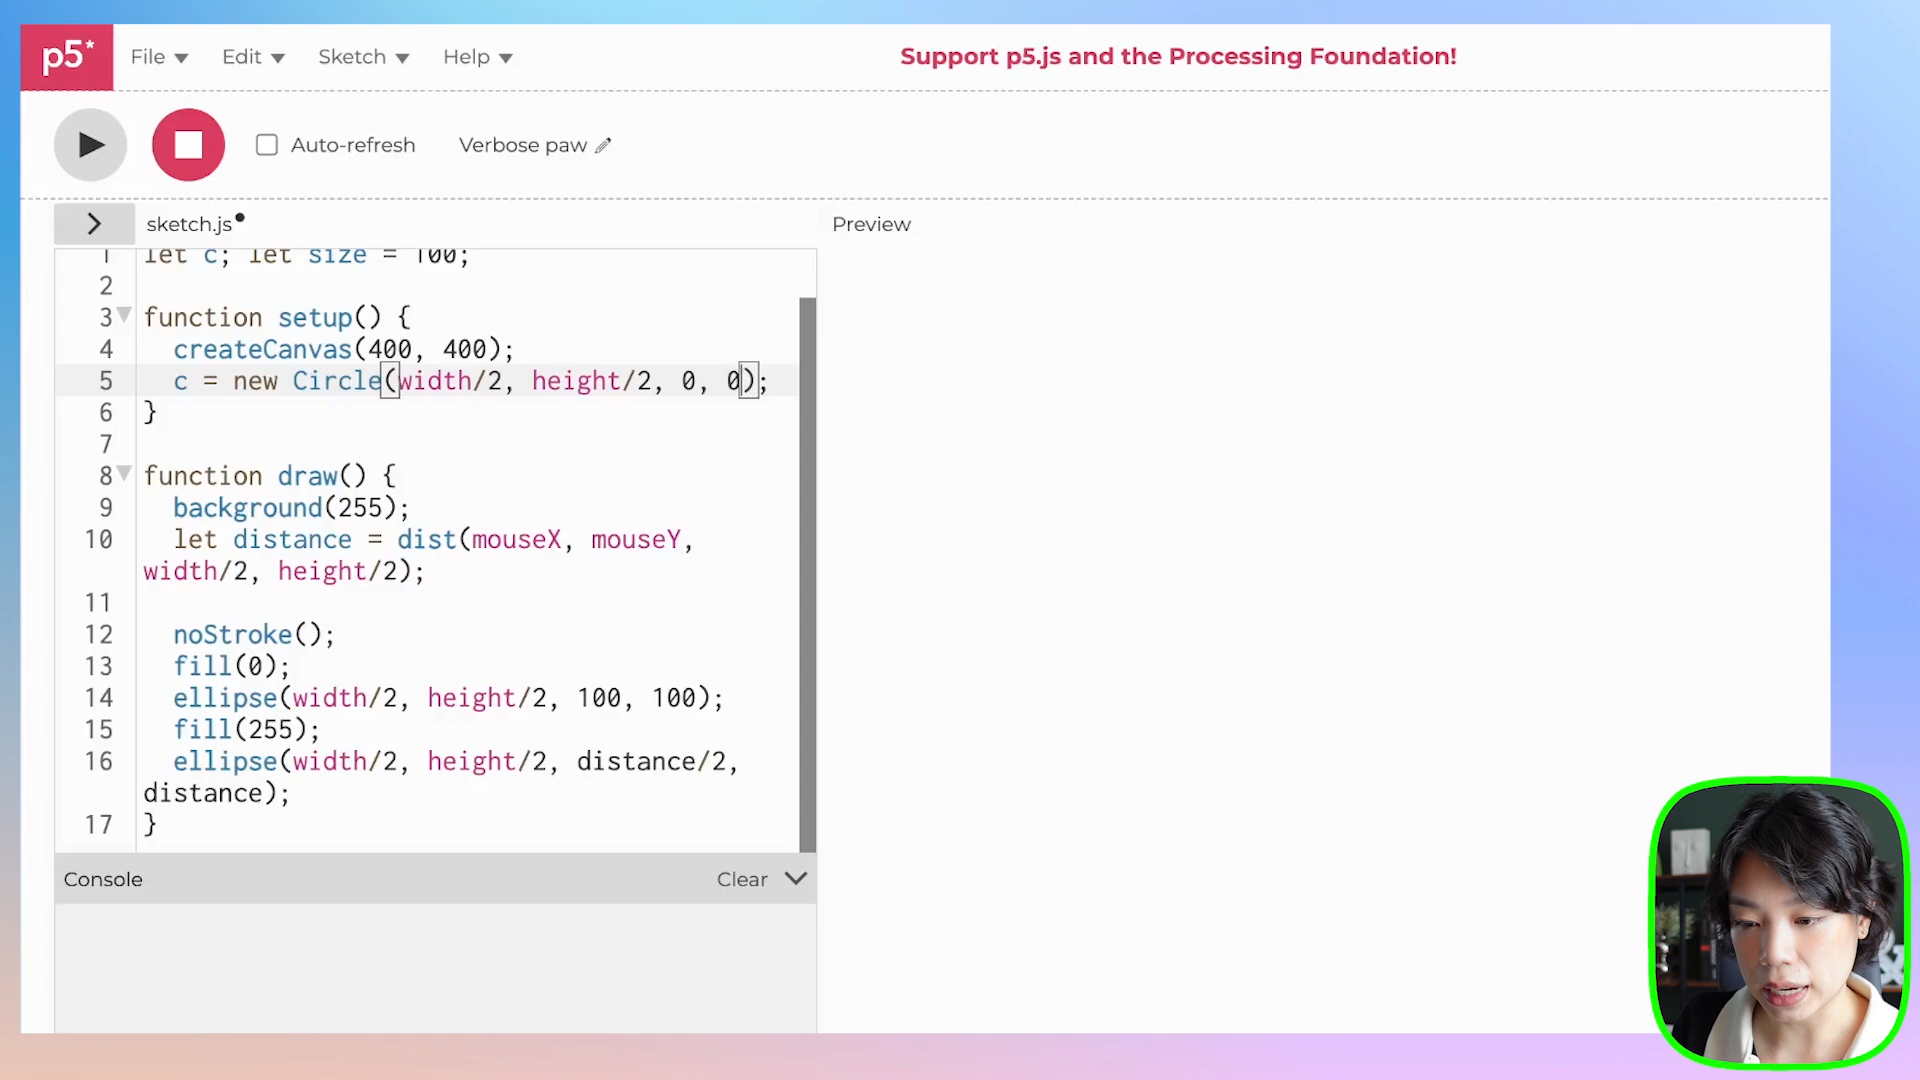 p5*
File Edit Sketch Help
Support p5.js and the Processing Foundation!
Auto-refresh
Verbose paw
sketch.js
Preview
1 let c; let size = 100;
2
3 function setup() {
4 createCanvas(400, 400);
5 c = new Circle(width/2, height/2, 0, 0);
6 }
7
8 function draw() {
9 background(255);
10 let distance = dist(mouseX, mouseY,
width/2, height/2);
11
12 noStroke();
13 fill(0);
14 ellipse(width/2, height/2, 100, 100);
15 fill(255);
16 ellipse(width/2, height/2, distance/2,
distance);
17 }
Console
Clear